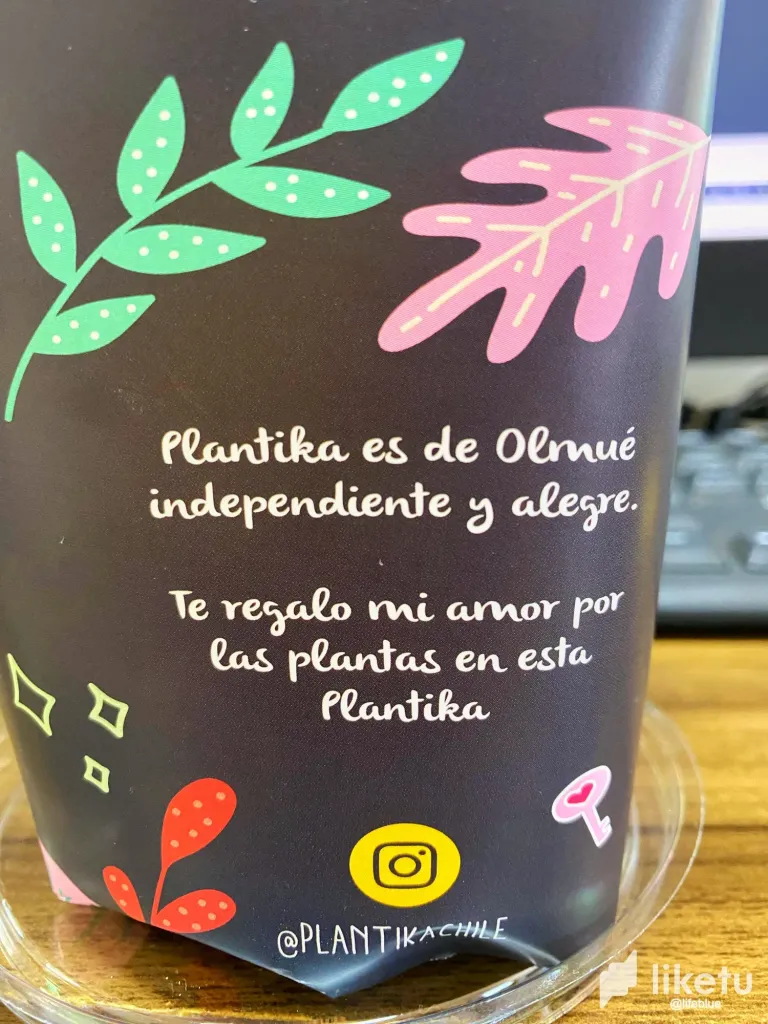 Plantika es de Olmué
independiente y alegre.
Te regalo mi amor por
las plantas en esta
Plantika
@PLANTIKACHILE
liketu
@lifeblue